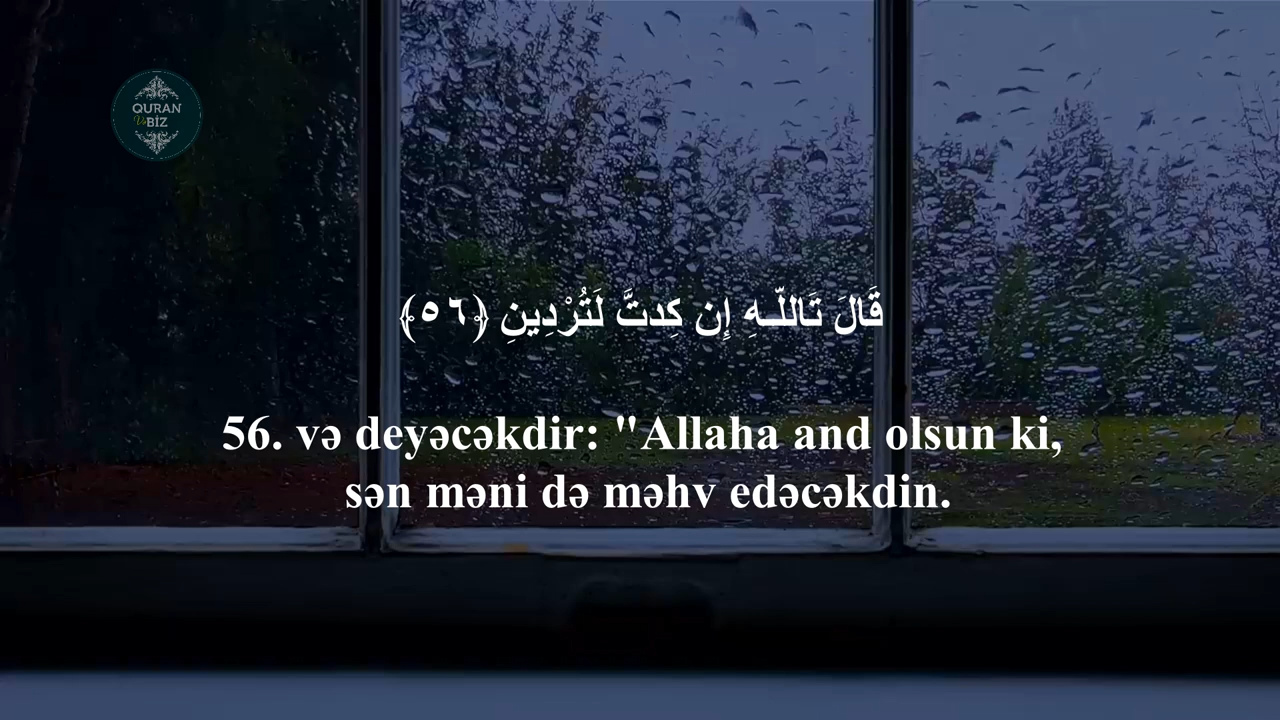 QURAN
Və BİZ
قَالَ تَاللَّـهِ إِن كِدتَّ لَتُرْدِينِ ﴿٥٦﴾
56. və deyəcəkdir: "Allaha and olsun ki,
sən məni də məhv edəcəkdin.